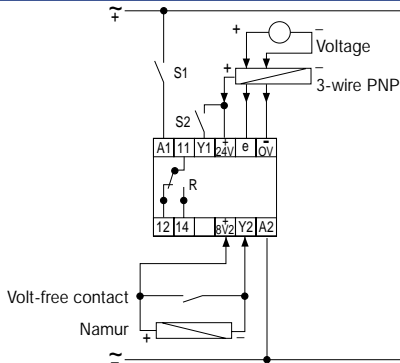 ~
+
+ −
Voltage
S1
+ −
3-wire PNP
S2
A1 11 Y1 +24V e -0V
R
12 14 +8V2 Y2 A2
Volt-free contact
Namur
+ −
~
−